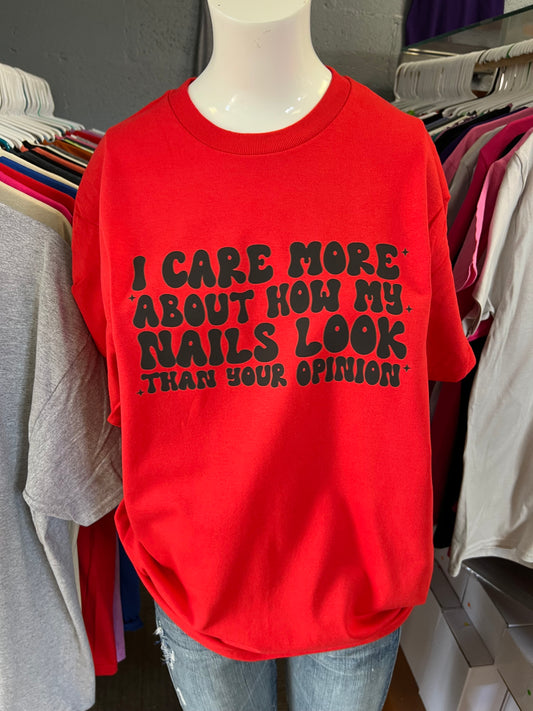 I CARE MORE
ABOUT HOW MY
NAILS LOOK
THAN YOUR OPINION